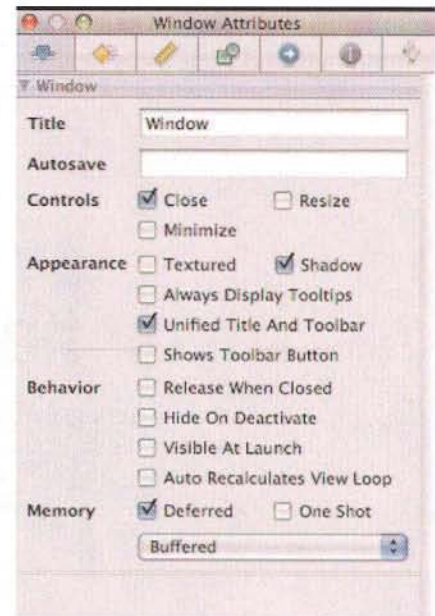 Window Attributes
Window
Title Window
Autosave
Controls Close Resize
Minimize
Appearance Textured Shadow
Always Display Tooltips
Unified Title And Toolbar
Shows Toolbar Button
Behavior Release When Closed
Hide On Deactivate
Visible At Launch
Auto Recalculates View Loop
Memory Deferred One Shot
Buffered